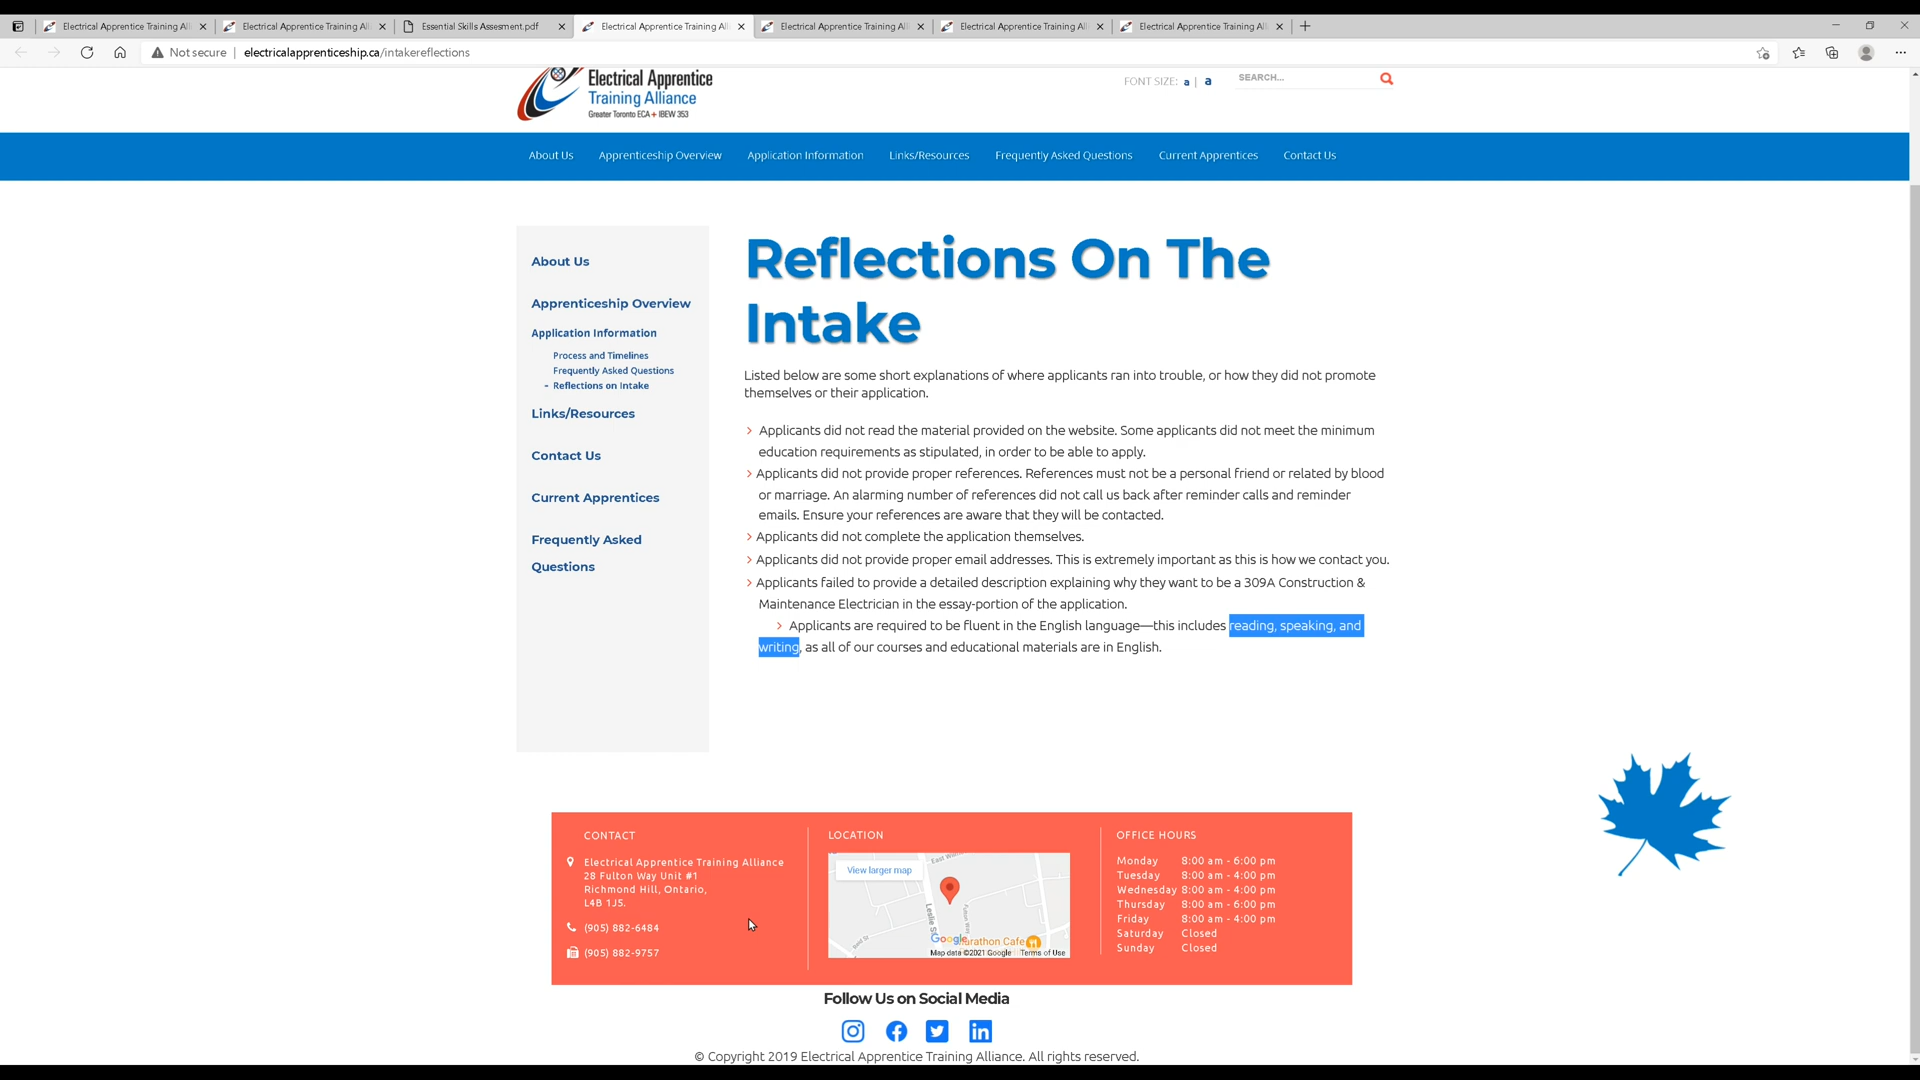 Electrical Apprentice Training All
Electrical Apprentice Training Alli
Essential Skills Assesment.pdf
Electrical Apprentice Training All
Electrical Apprentice Training Alli
Electrical Apprentice Training Alli
Electrical Apprentice Training Alli
Not secure | electricalapprenticeship.ca/intakereflections
Electrical Apprentice
Training Alliance
Greater Toronto ECA + IBEW 353
FONT SIZE: a | a
SEARCH...
About Us Apprenticeship Overview Application Information Links/Resources Frequently Asked Questions Current Apprentices Contact Us
About Us
Apprenticeship Overview
Application Information
Process and Timelines
Frequently Asked Questions
- Reflections on Intake
Links/Resources
Contact Us
Current Apprentices
Frequently Asked
Questions
Reflections On The
Intake
Listed below are some short explanations of where applicants ran into trouble, or how they did not promote
themselves or their application.
Applicants did not read the material provided on the website. Some applicants did not meet the minimum
education requirements as stipulated, in order to be able to apply.
Applicants did not provide proper references. References must not be a personal friend or related by blood
or marriage. An alarming number of references did not call us back after reminder calls and reminder
emails. Ensure your references are aware that they will be contacted.
Applicants did not complete the application themselves.
Applicants did not provide proper email addresses. This is extremely important as this is how we contact you.
Applicants failed to provide a detailed description explaining why they want to be a 309A Construction &
Maintenance Electrician in the essay-portion of the application.
Applicants are required to be fluent in the English language—this includes reading, speaking, and
writing, as all of our courses and educational materials are in English.
CONTACT
Electrical Apprentice Training Alliance
28 Fulton Way Unit #1
Richmond Hill, Ontario,
L4B 1J5.
(905) 882-6484
(905) 882-9757
LOCATION
View larger map
Leslie St
Google
Marathon Cafe
Map data ©2021 Google Terms of Use
OFFICE HOURS
Monday 8:00 am - 6:00 pm
Tuesday 8:00 am - 4:00 pm
Wednesday 8:00 am - 4:00 pm
Thursday 8:00 am - 6:00 pm
Friday 8:00 am - 4:00 pm
Saturday Closed
Sunday Closed
Follow Us on Social Media
© Copyright 2019 Electrical Apprentice Training Alliance. All rights reserved.